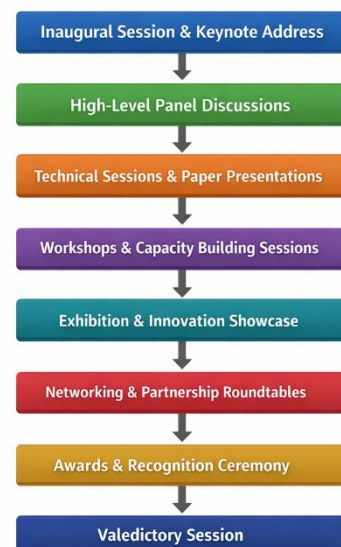 Inaugural Session & Keynote Address
High-Level Panel Discussions
Technical Sessions & Paper Presentations
Workshops & Capacity Building Sessions
Exhibition & Innovation Showcase
Networking & Partnership Roundtables
Awards & Recognition Ceremony
Valedictory Session